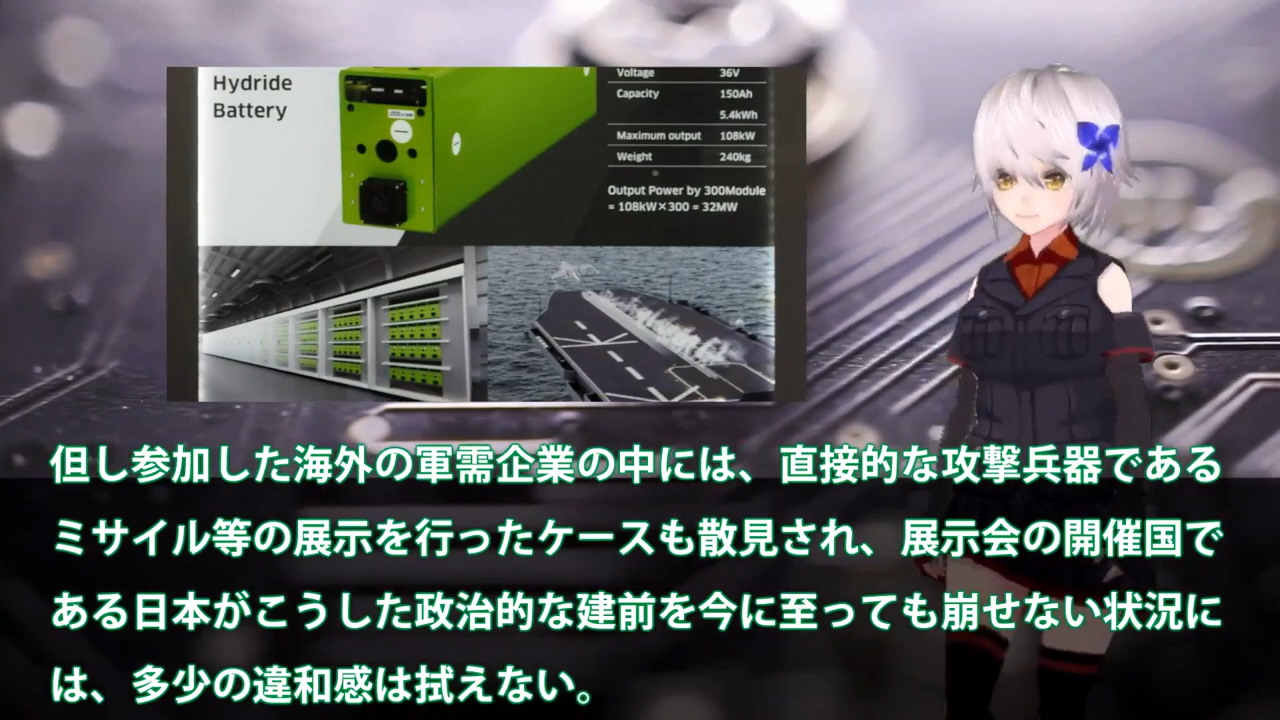 Hydride
Battery
Voltage 36V
Capacity 150Ah
5.4kWh
Maximum output 108kW
Weight 240kg
Output Power by 300Module
= 108kW×300 = 32MW
但し参加した海外の軍需企業の中には、直接的な攻撃兵器である
ミサイル等の展示を行ったケースも散見され、展示会の開催国で
ある日本がこうした政治的な建前を今に至っても崩せない状況に
は、多少の違和感は拭えない。